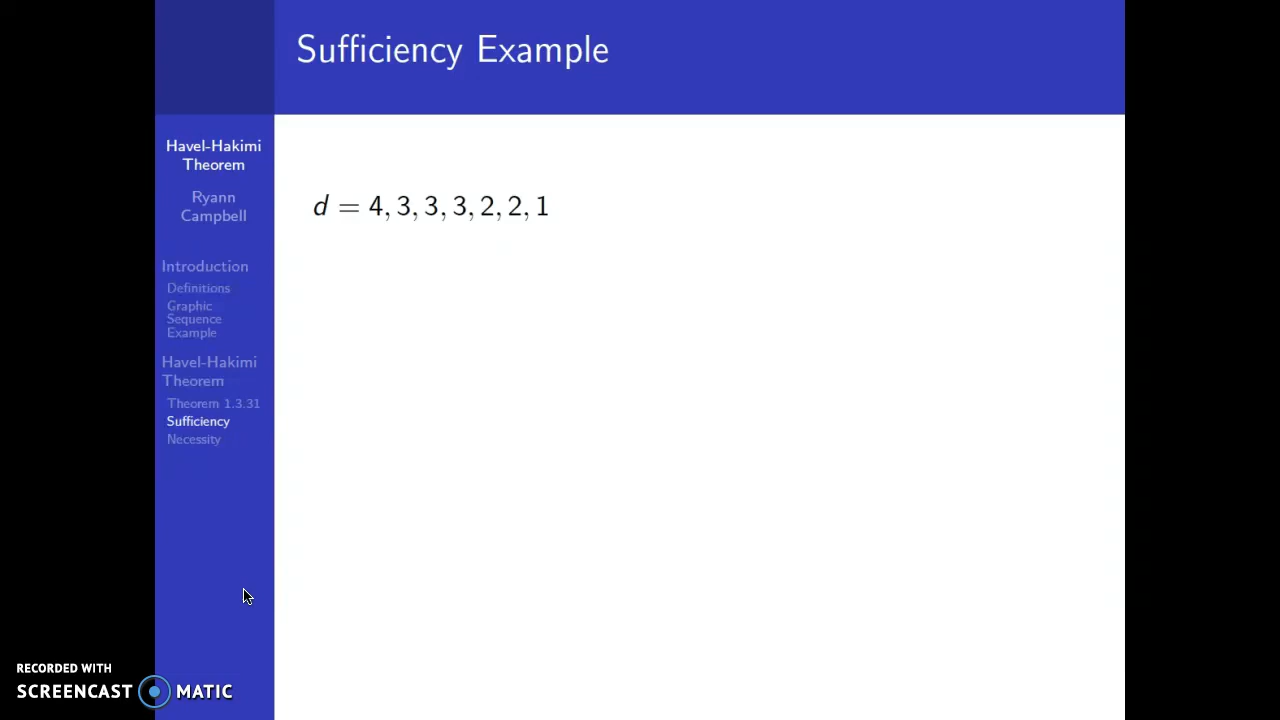 Sufficiency Example
Havel-Hakimi
Theorem
Ryann
Campbell
Introduction
Definitions
Graphic
Sequence
Example
Havel-Hakimi
Theorem
Theorem 1.3.31
Sufficiency
Necessity
d = 4, 3, 3, 3, 2, 2, 1
RECORDED WITH
SCREENCAST MATIC